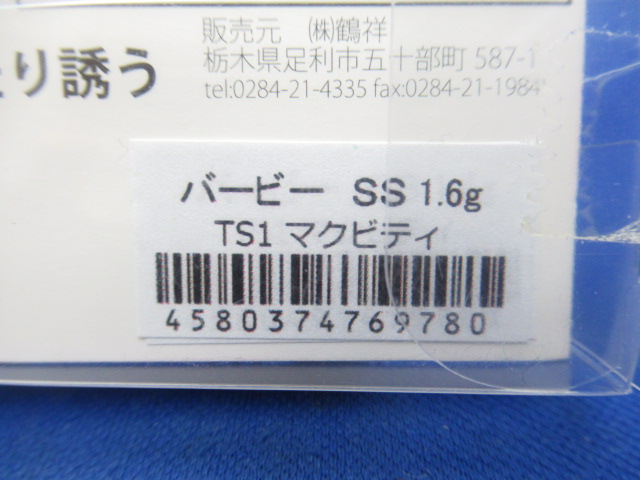 販売元 ㈱鶴祥
栃木県足利市五十部町 587-1
り誘う
tel:0284-21-4335 fax:0284-21-1984
バービー SS 1.6g
TS1 マクビティ
4580374769780